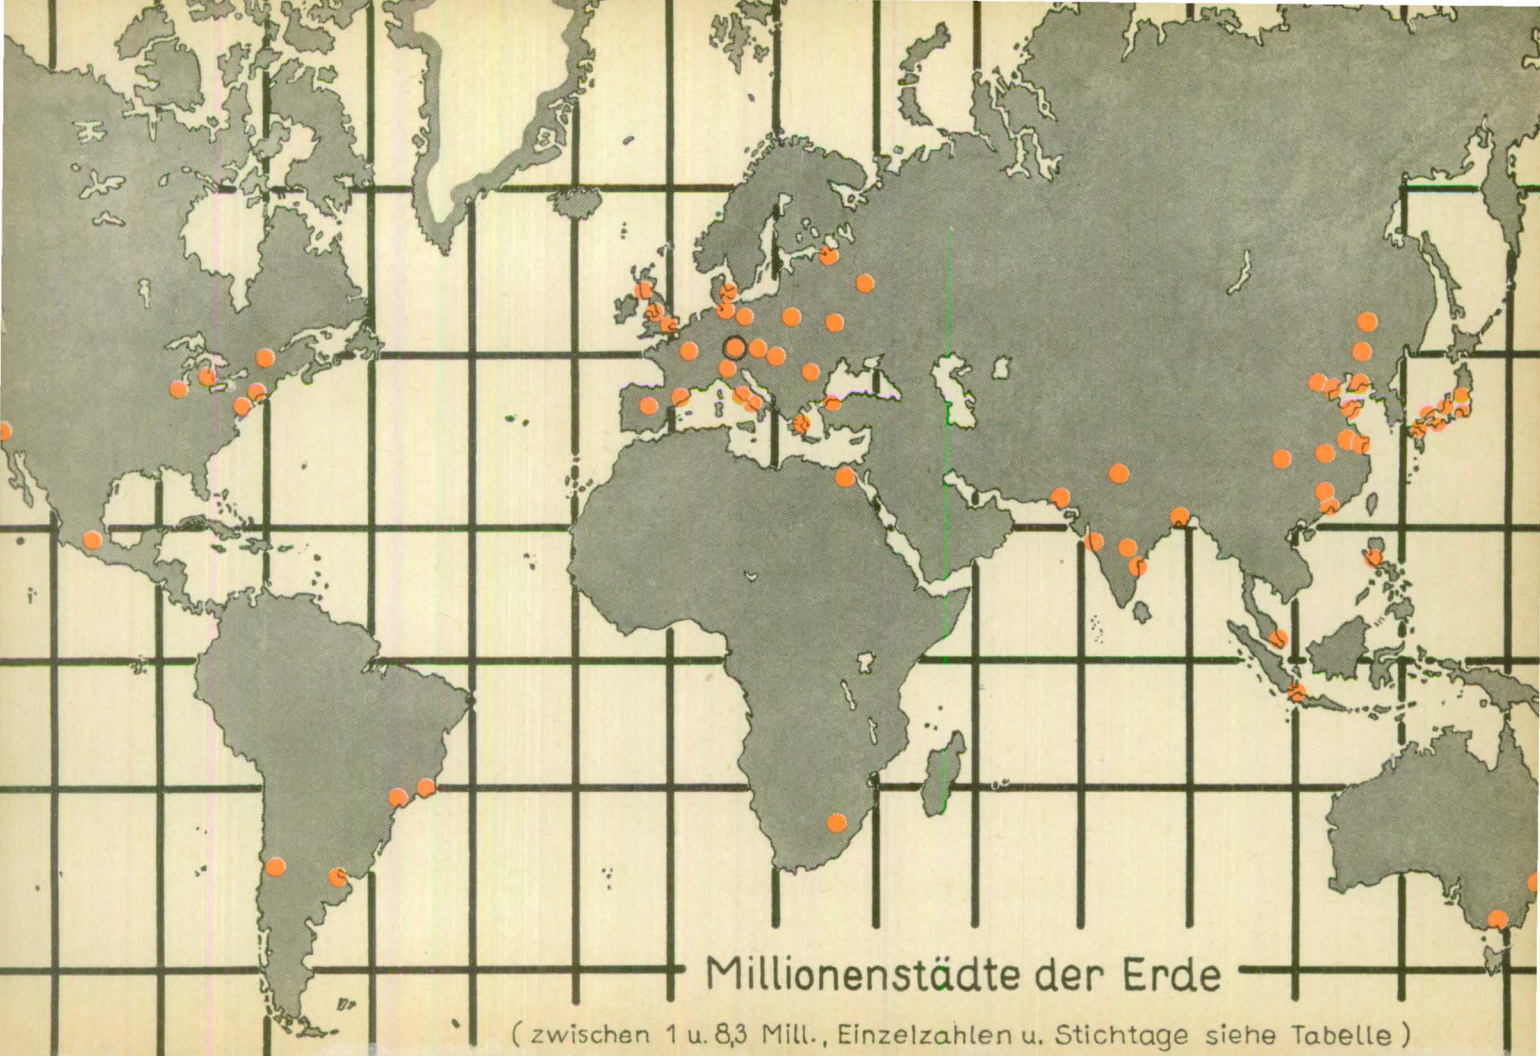 Millionenstädte der Erde
( zwischen 1 u. 8,3 Mill., Einzelzahlen u. Stichtage siehe Tabelle )